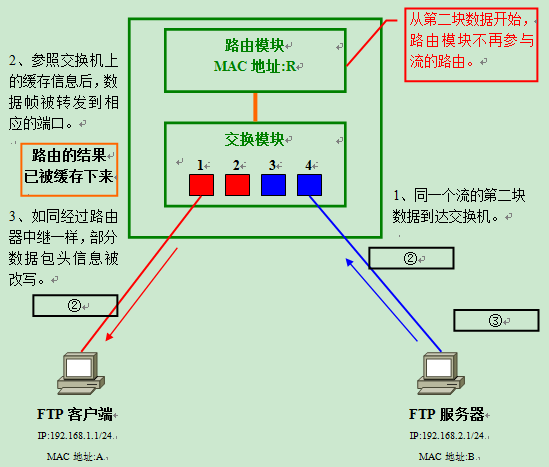 路由模块
MAC 地址:R
从第二块数据开始，
路由模块不再参与
流的路由。
2、参照交换机上
的缓存信息后，数
据帧被转发到相
应的端口。
交换模块
1 2 3 4
路由的结果
已被缓存下来
1、同一个流的第二块
数据到达交换机。
3、如同经过路由
器中继一样，部分
数据包头信息被
改写。
②
②
③
FTP 客户端
IP:192.168.1.1/24
MAC 地址:A
FTP 服务器
IP:192.168.2.1/24
MAC 地址:B